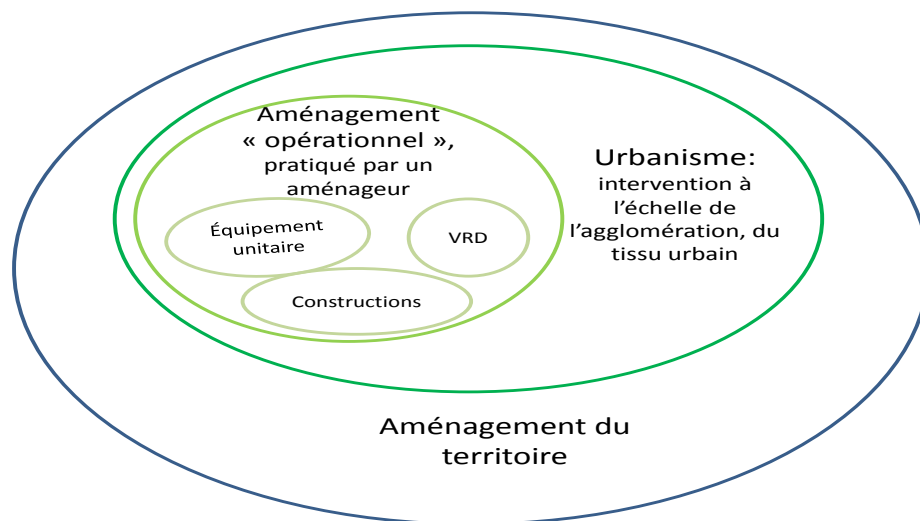 Aménagement
« opérationnel »,
pratiqué par un
aménageur
Urbanisme:
intervention à
l’échelle de
l’agglomération, du
tissu urbain
Équipement
unitaire
VRD
Constructions
Aménagement du
territoire